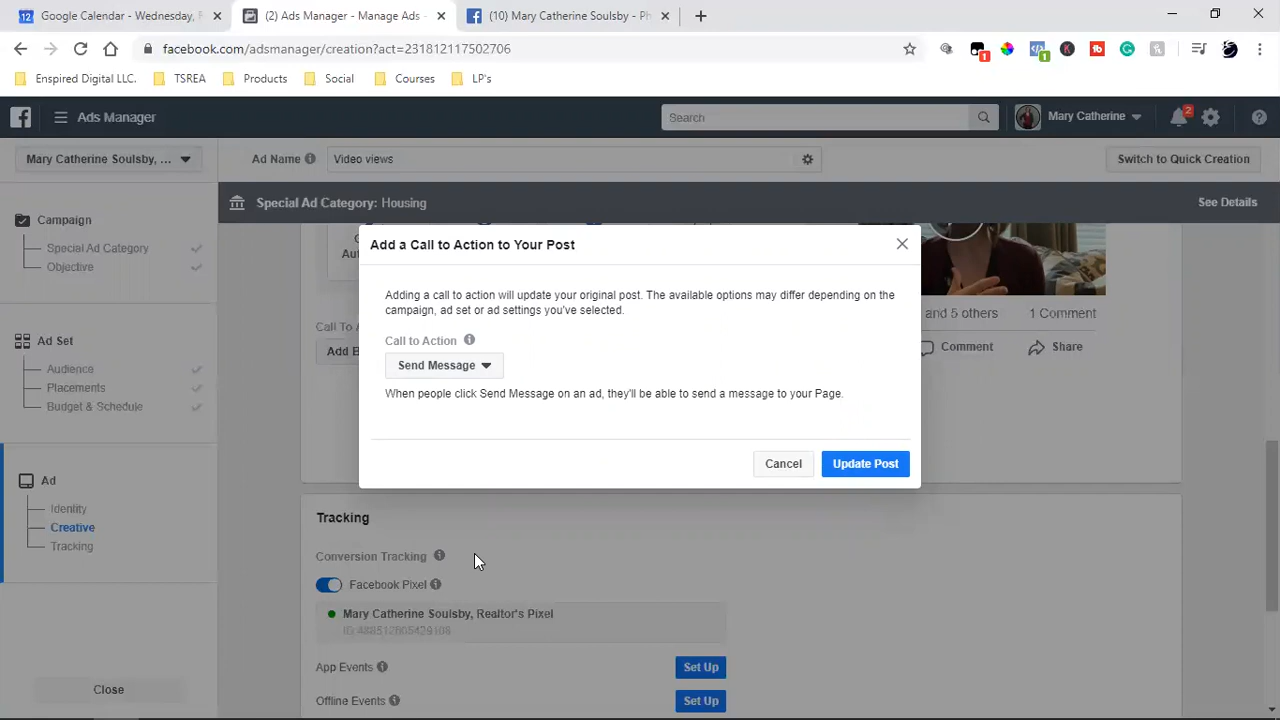 Google Calendar - Wednesday, F
(2) Ads Manager - Manage Ads -
(10) Mary Catherine Soulsby - Ph
facebook.com/adsmanager/creation?act=231812117502706
Enspired Digital LLC.
TSREA
Products
Social
Courses
LP's
Ads Manager
Search
Mary Catherine
2
Mary Catherine Soulsby, ...
Ad Name
Video views
Switch to Quick Creation
Special Ad Category: Housing
See Details
Campaign
Special Ad Category
Objective
Ad Set
Audience
Placements
Budget & Schedule
Ad
Identity
Creative
Tracking
Close
Add a Call to Action to Your Post
Adding a call to action will update your original post. The available options may differ depending on the
campaign, ad set or ad settings you've selected.
Call to Action
Send Message
When people click Send Message on an ad, they'll be able to send a message to your Page.
Cancel
Update Post
and 5 others
1 Comment
Comment
Share
Call To A
Add B
Tracking
Conversion Tracking
Facebook Pixel
Mary Catherine Soulsby, Realtor's Pixel
App Events
Set Up
Offline Events
Set Up